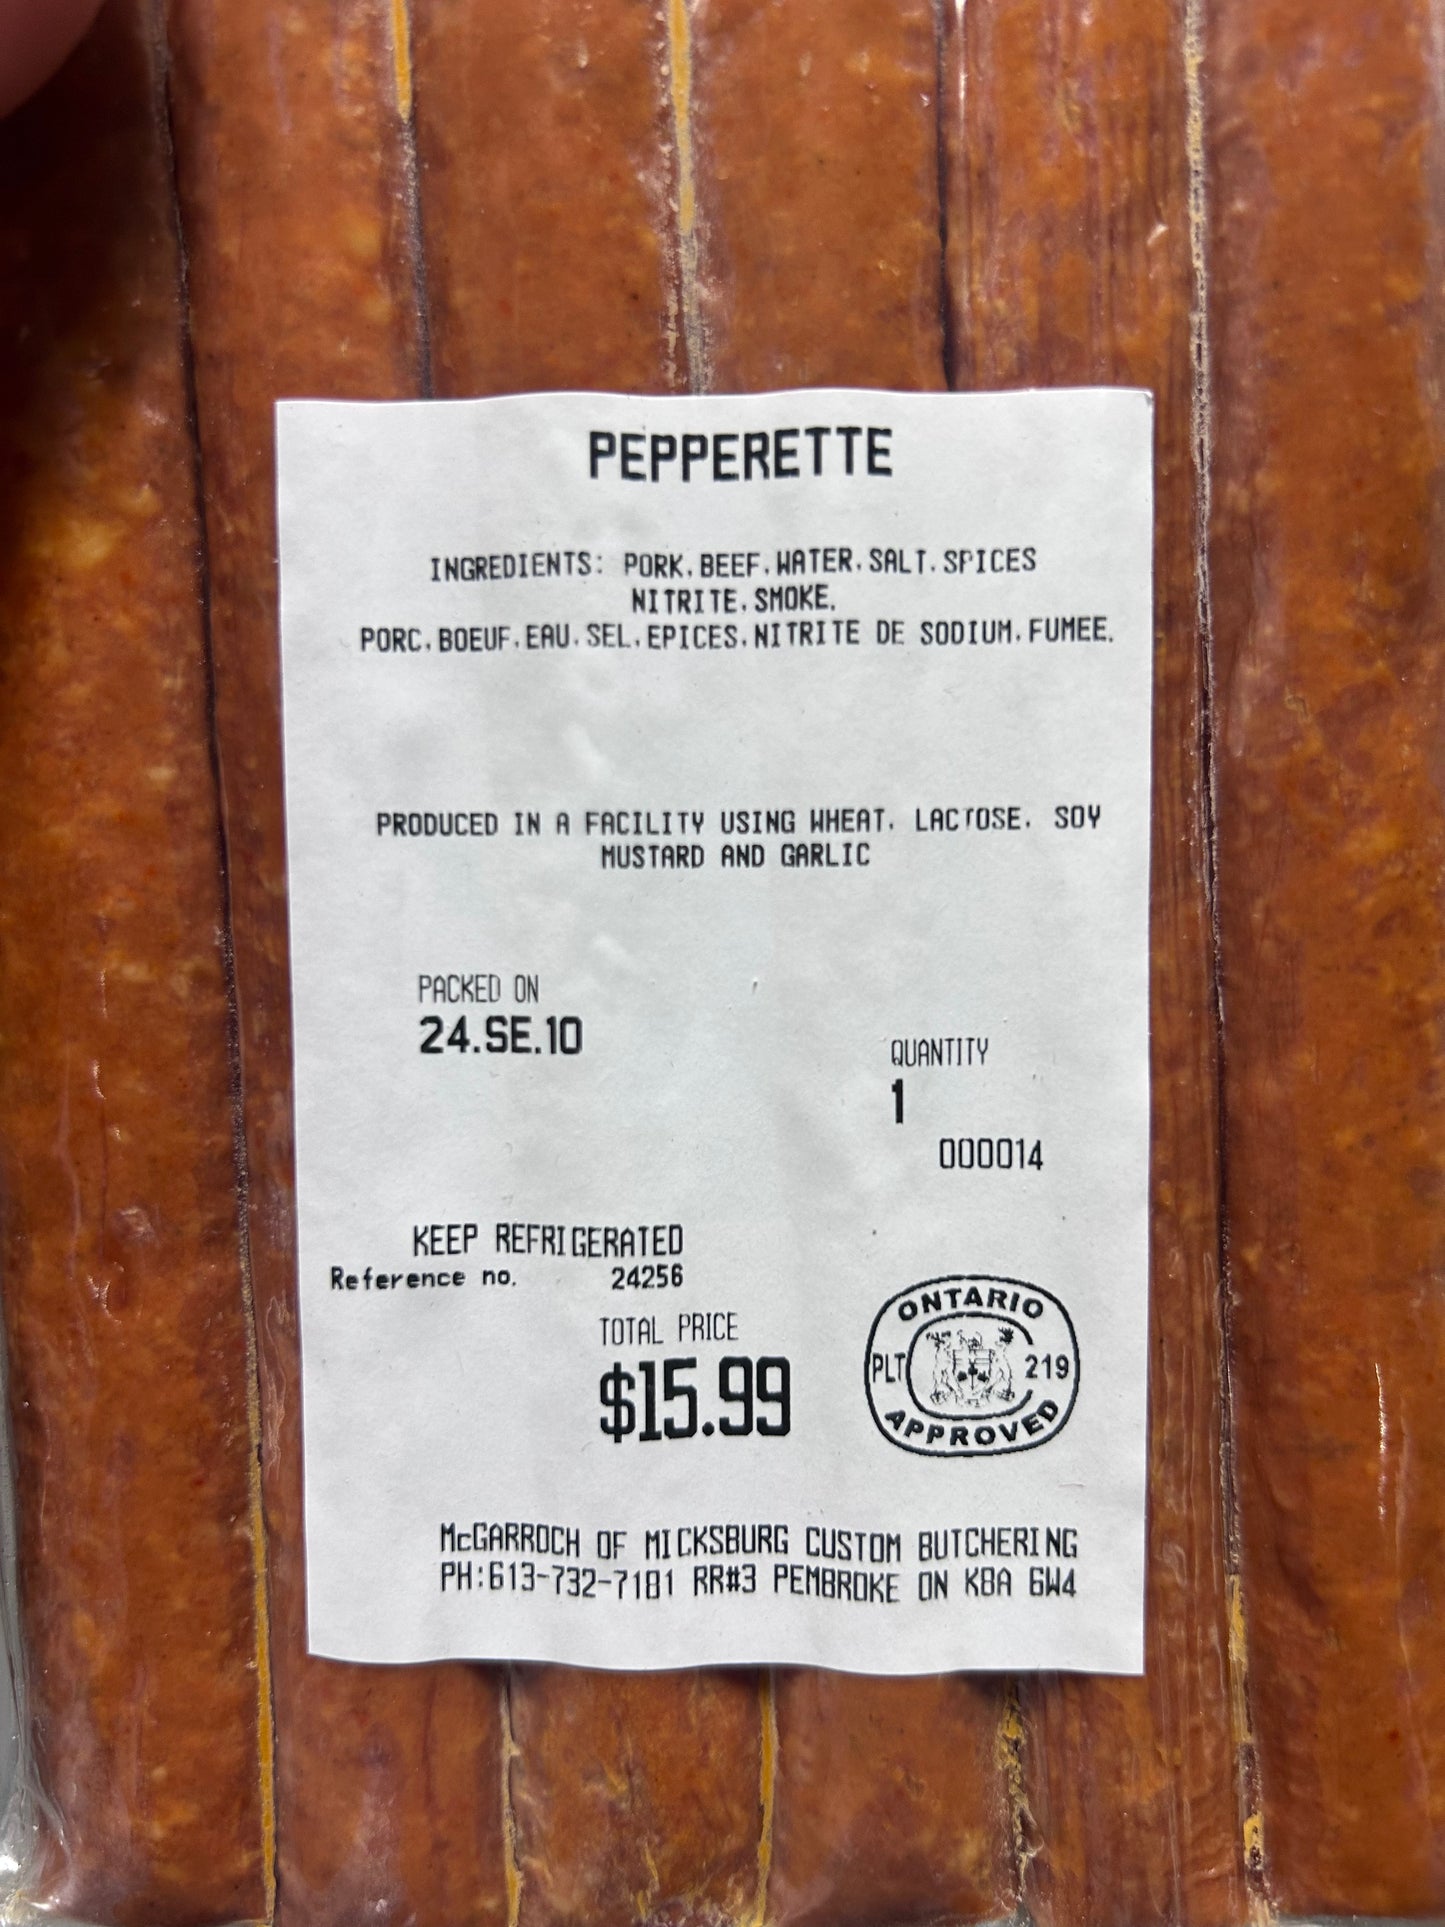 PEPPERETTE
INGREDIENTS: PORK, BEEF, WATER, SALT, SPICES
NITRITE, SMOKE.
PORC, BOEUF, EAU, SEL, EPICES, NITRITE DE SODIUM, FUMEE.
PRODUCED IN A FACILITY USING WHEAT, LACTOSE, SOY
MUSTARD AND GARLIC
PACKED ON
24.SE.10
QUANTITY
1
000014
KEEP REFRIGERATED
Reference no. 24256
TOTAL PRICE
$15.99
ONTARIO
PLT 219
APPROVED
McGARROCH OF MICKSBURG CUSTOM BUTCHERING
PH:613-732-7181 RR#3 PEMBROKE ON K8A 6W4